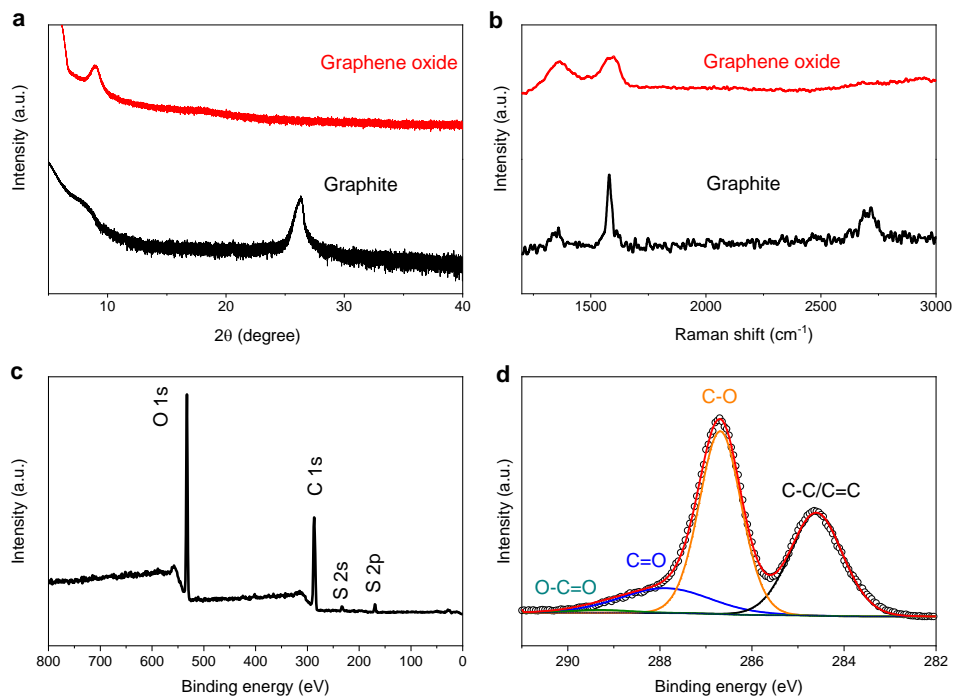 a
Graphene oxide
Graphite
Intensity (a.u.)
10
20
30
40
2θ (degree)
b
Graphene oxide
Graphite
Intensity (a.u.)
1500
2000
2500
3000
Raman shift (cm⁻¹)
c
O 1s
C 1s
S 2s
S 2p
Intensity (a.u.)
800
700
600
500
400
300
200
100
0
Binding energy (eV)
d
C-O
C-C/C=C
C=O
O-C=O
Intensity (a.u.)
290
288
286
284
282
Binding energy (eV)